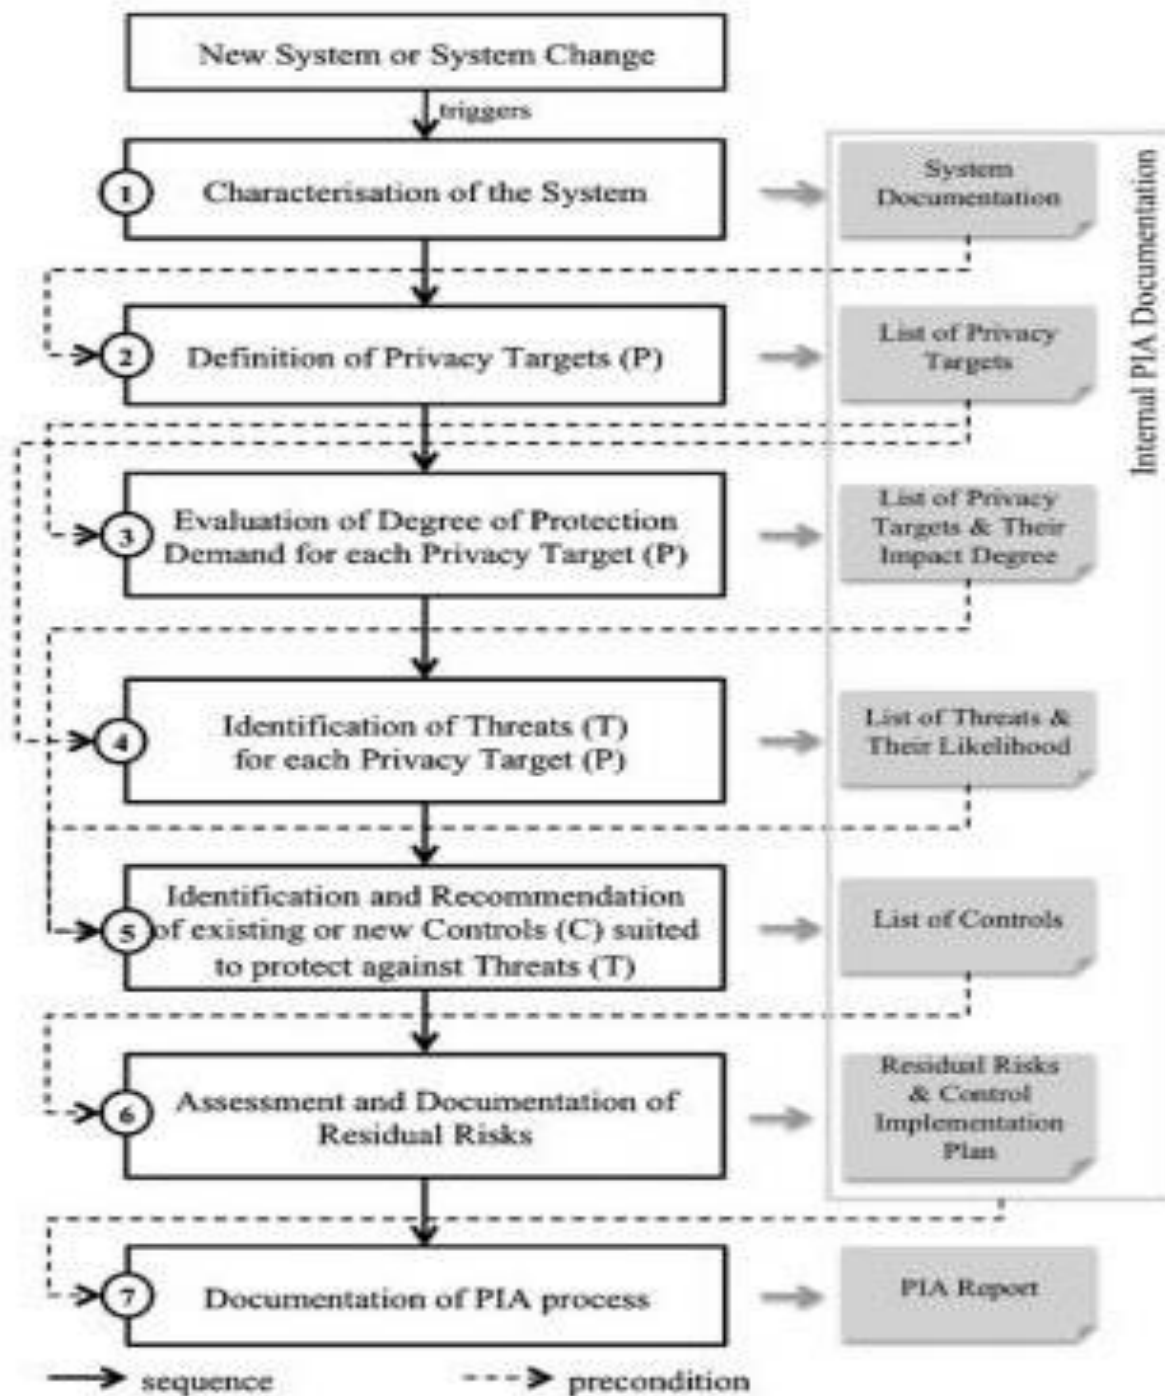 New System or System Change
triggers
1
Characterisation of the System
System
Documentation
Internal PIA Documentation
2
Definition of Privacy Targets (P)
List of Privacy
Targets
3
Evaluation of Degree of Protection
Demand for each Privacy Target (P)
List of Privacy
Targets & Their
Impact Degree
4
Identification of Threats (T)
for each Privacy Target (P)
List of Threats &
Their Likelihood
5
Identification and Recommendation
of existing or new Controls (C) suited
to protect against Threats (T)
List of Controls
6
Assessment and Documentation of
Residual Risks
Residual Risks
& Control
Implementation
Plan
7
Documentation of PIA process
PIA Report
sequence
precondition